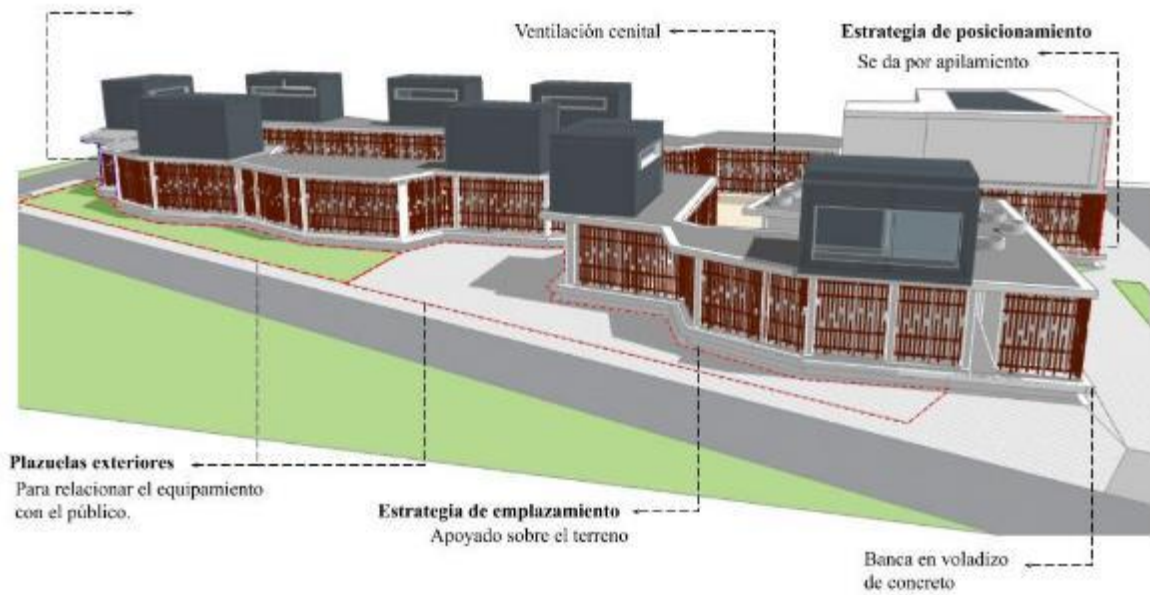 Ventilación cenital
Estrategia de posicionamiento
Se da por apilamiento
Plazuelas exteriores
Para relacionar el equipamiento
con el público.
Estrategia de emplazamiento
Apoyado sobre el terreno
Banca en voladizo
de concreto